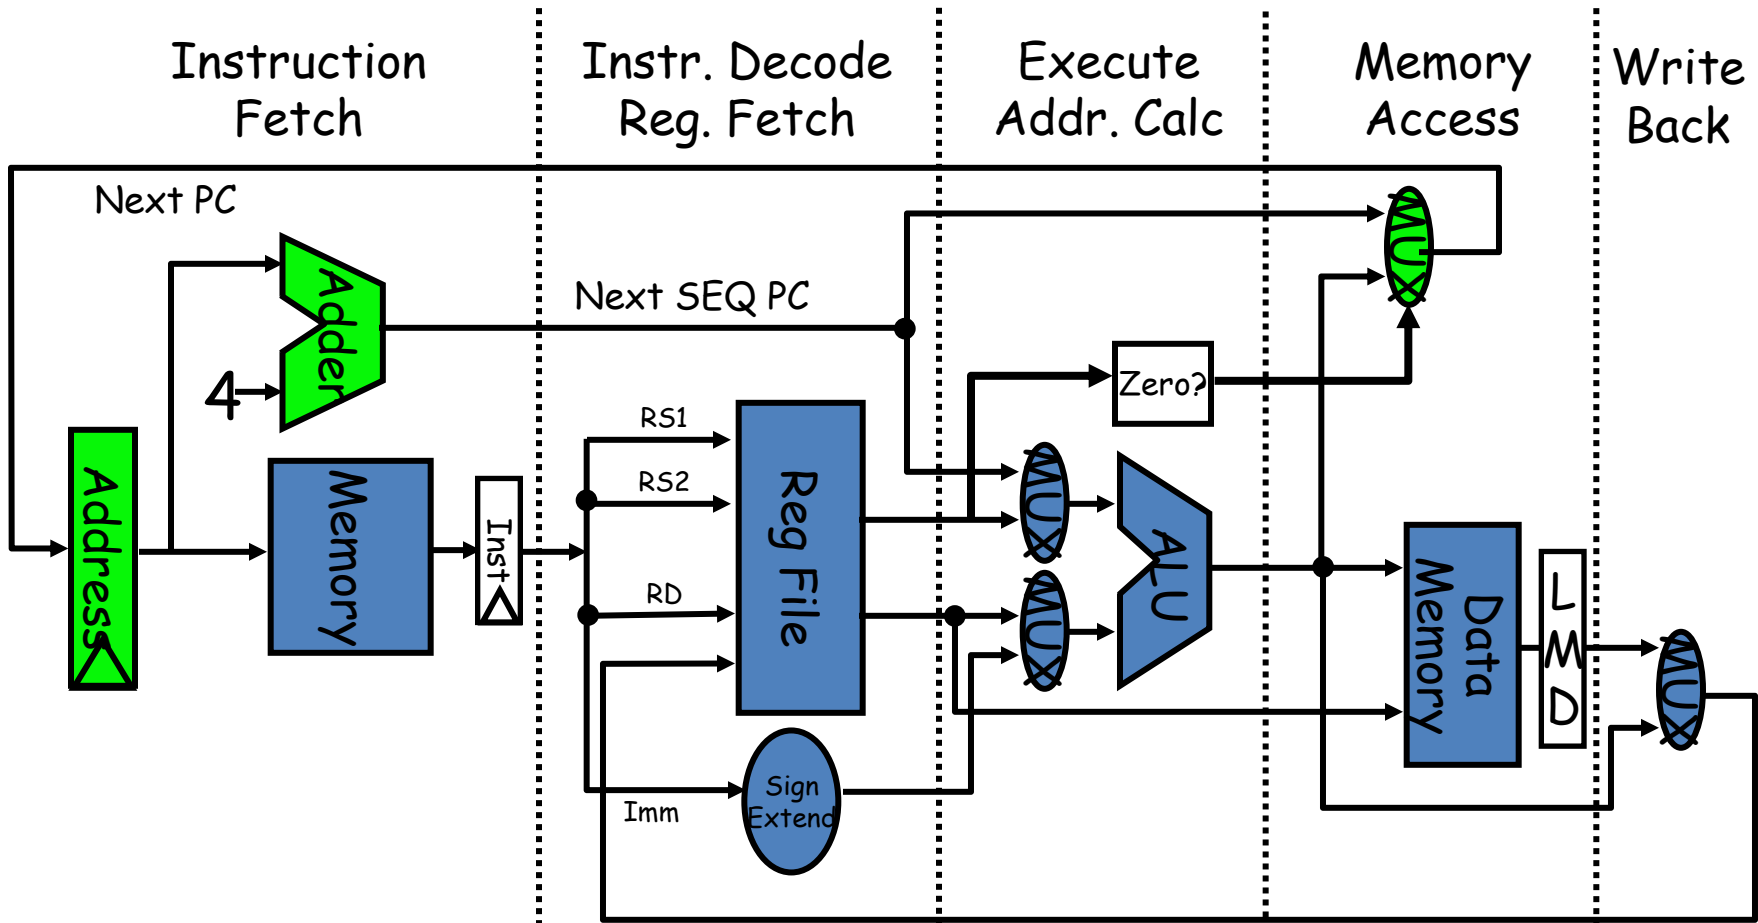 Instruction
Fetch
Instr. Decode
Reg. Fetch
Execute
Addr. Calc
Memory
Access
Write
Back
Next PC
Adder
4
Next SEQ PC
MUX
Zero?
Address
Memory
Inst
RS1
RS2
RD
Imm
Reg File
Sign
Extend
MUX
MUX
ALU
Data
Memory
L
M
D
MUX